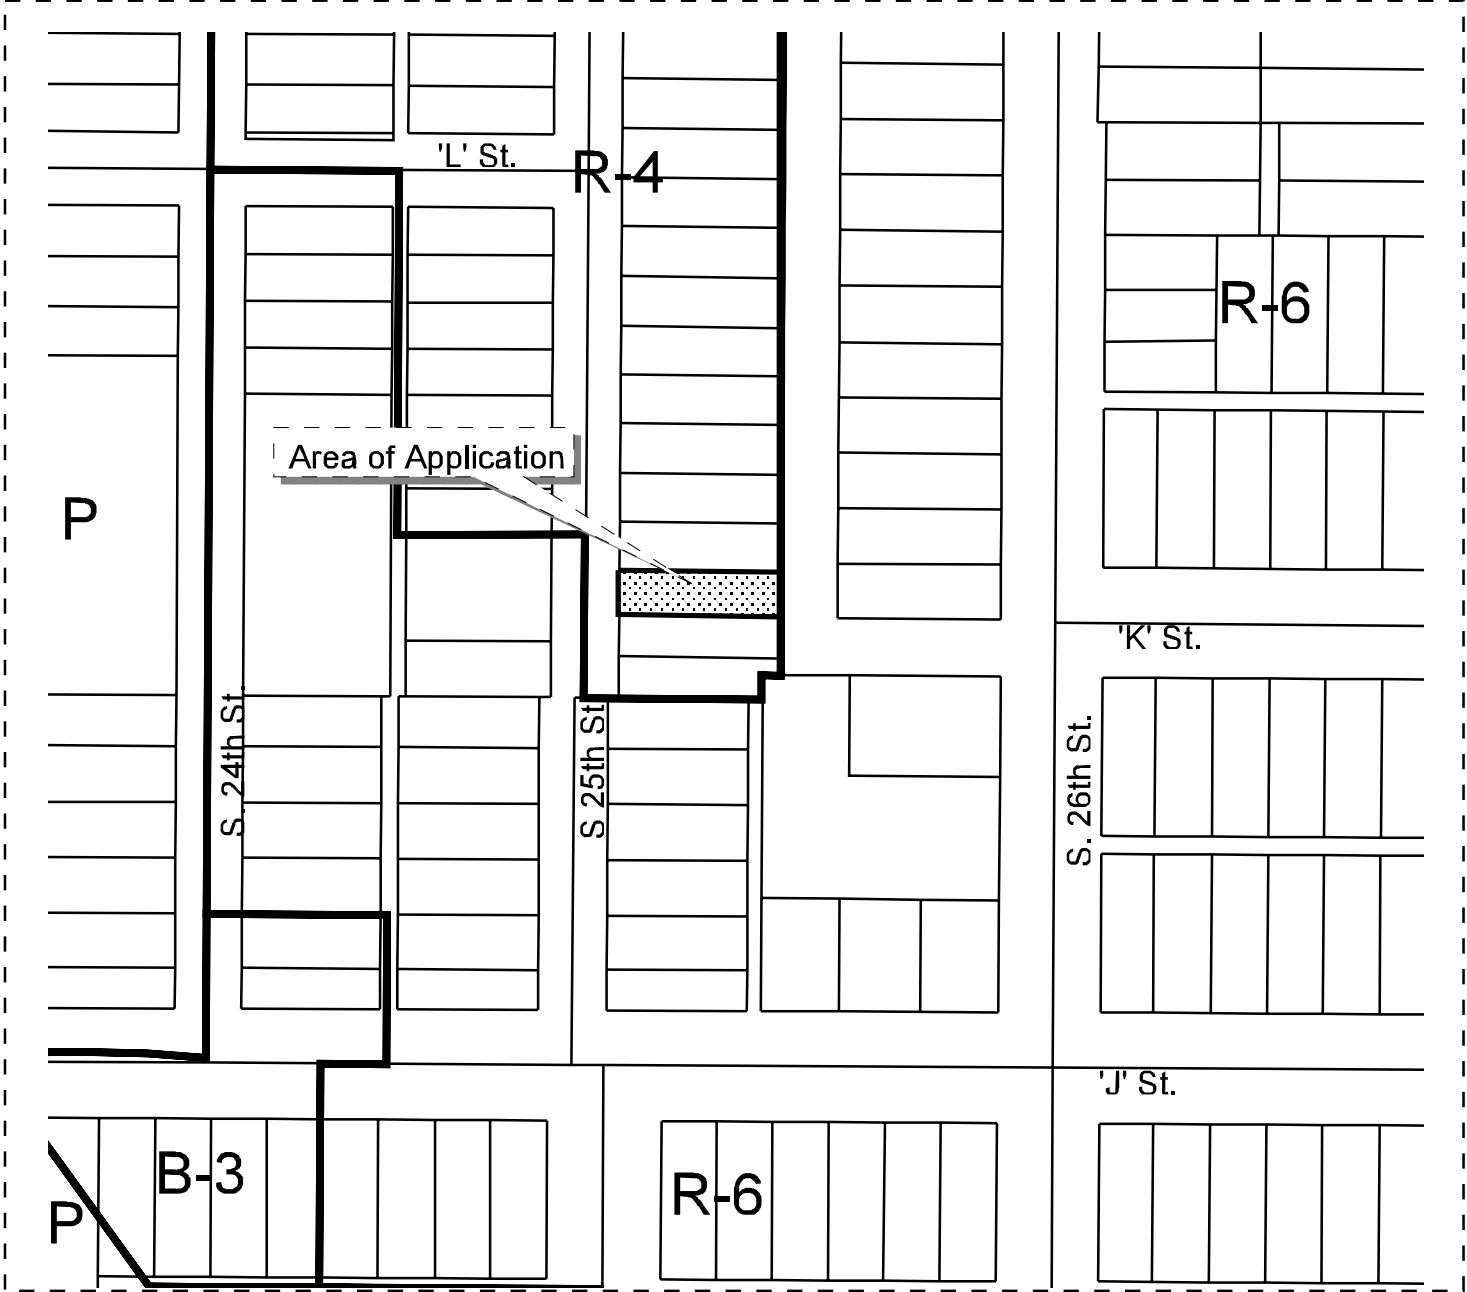 'L' St.
R-4
R-6
Area of Application
P
'K' St.
S. 24th St.
S 25th St
S. 26th St.
'J' St.
B-3
R-6
P